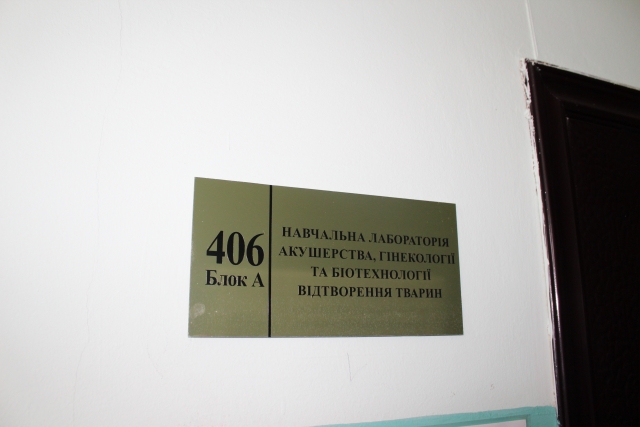 406
Блок А
НАВЧАЛЬНА ЛАБОРАТОРІЯ
АКУШЕРСТВА, ГІНЕКОЛОГІЇ
ТА БІОТЕХНОЛОГІЇ
ВІДТВОРЕННЯ ТВАРИН